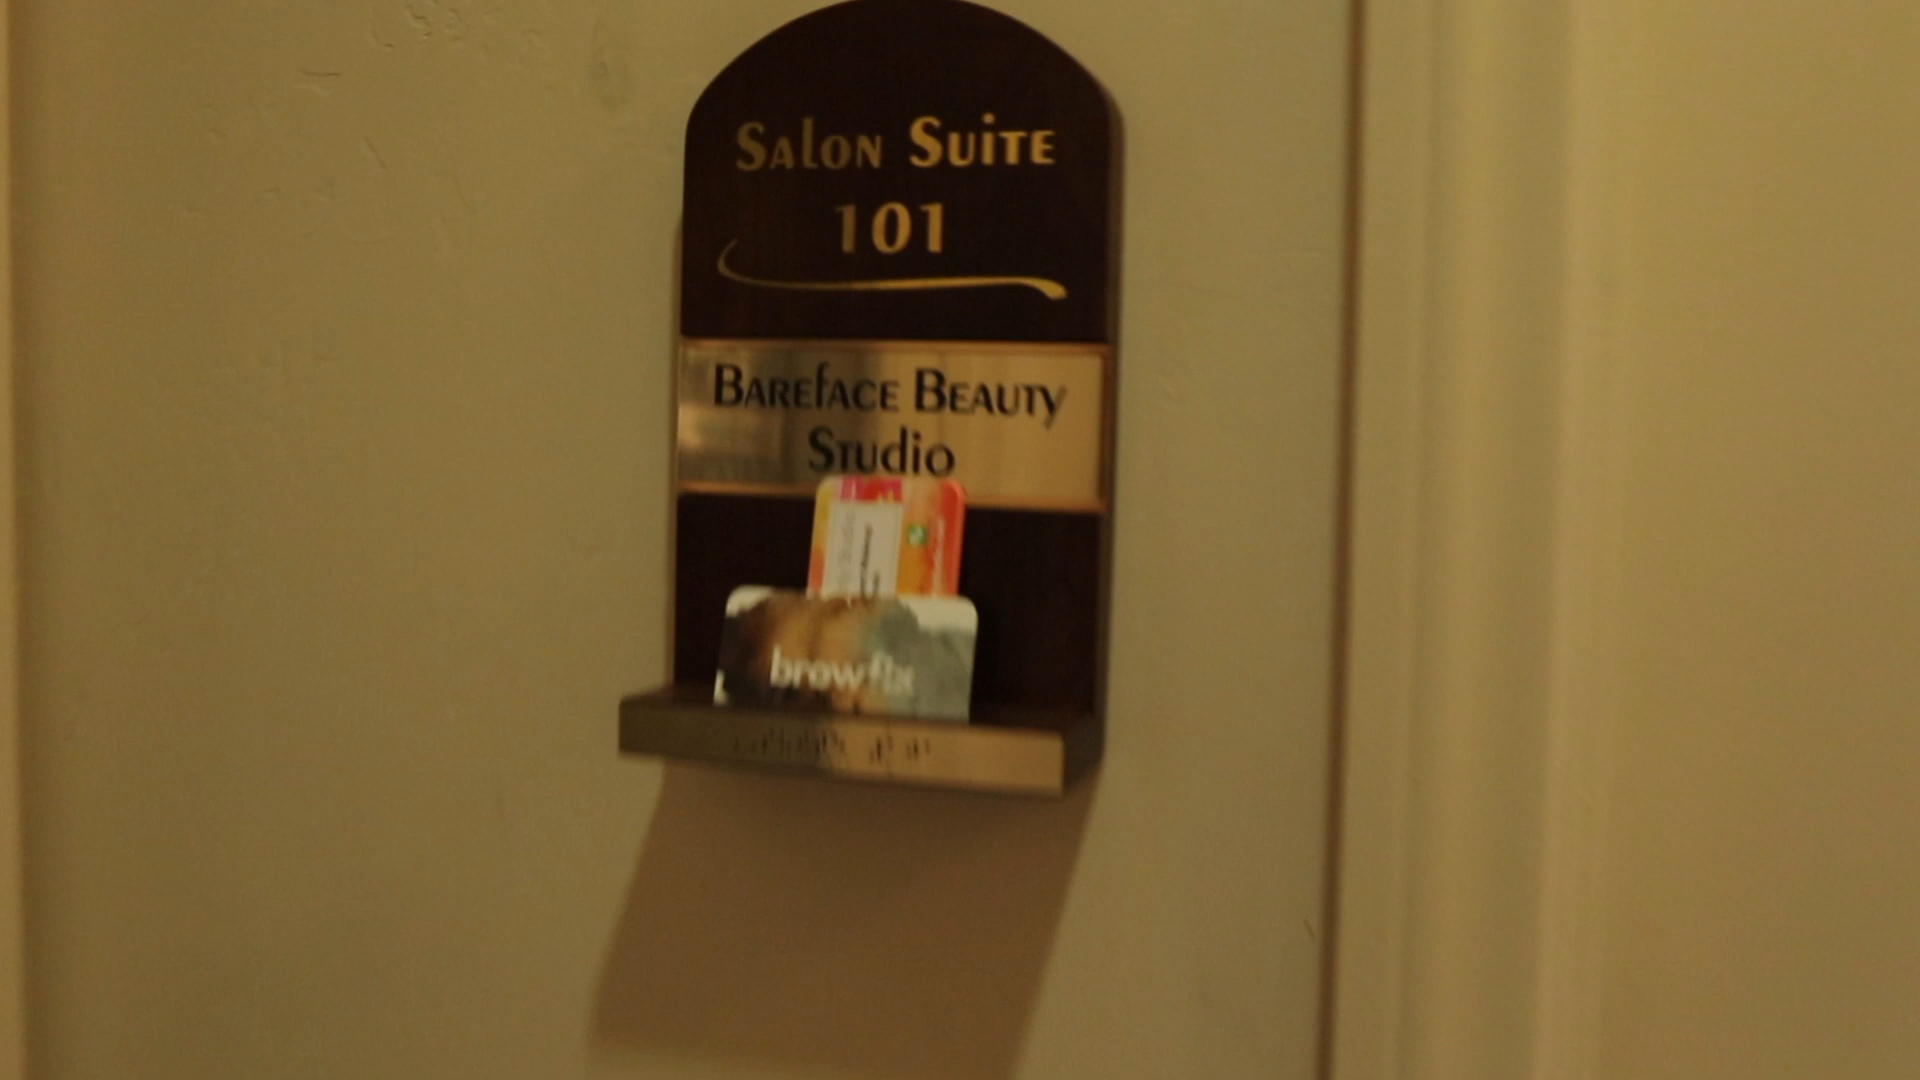 Salon Suite
101
Bareface Beauty
Studio
browfix